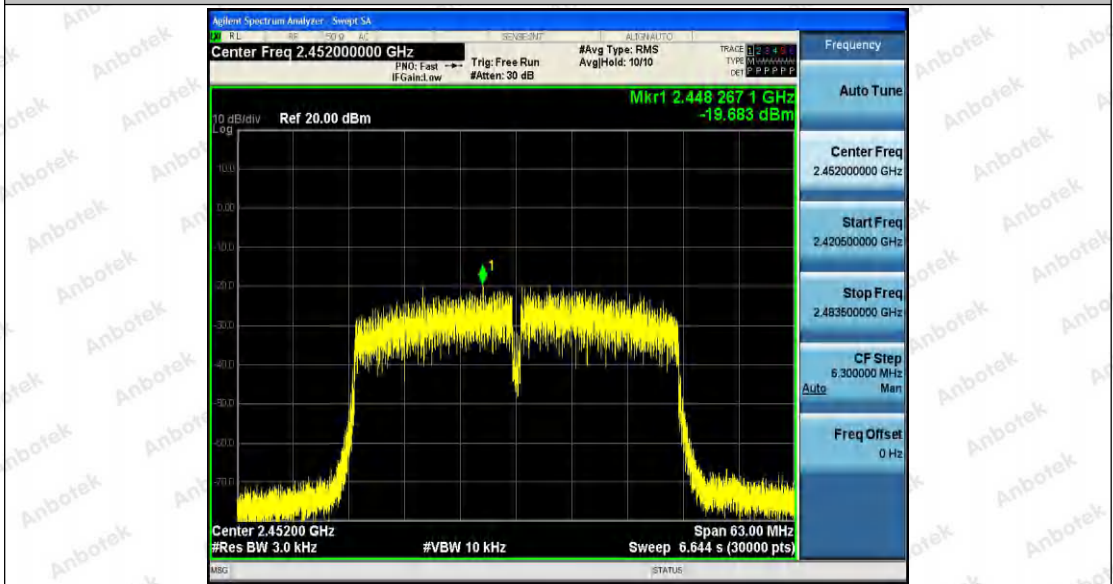 Agilent Spectrum Analyzer - Swept SA
RL RF 50 Ω AC SENSE:INT ALIGNAUTO
Center Freq 2.452000000 GHz
PNO: Fast
IFGain:Low
Trig: Free Run
#Atten: 30 dB
#Avg Type: RMS
Avg|Hold: 10/10
TRACE 1 2 3 4 5 6
TYPE M
DET P P P P P P
Mkr1 2.448 267 1 GHz
-19.683 dBm
10 dB/div Ref 20.00 dBm
Log
10.0
0.00
-10.0
1
-20.0
-30.0
-40.0
-50.0
-60.0
-70.0
Center 2.45200 GHz
Span 63.00 MHz
#Res BW 3.0 kHz
#VBW 10 kHz
Sweep 6.644 s (30000 pts)
MSG
STATUS
Frequency
Auto Tune
Center Freq
2.452000000 GHz
Start Freq
2.420500000 GHz
Stop Freq
2.483500000 GHz
CF Step
6.300000 MHz
Auto Man
Freq Offset
0 Hz
Anbotek